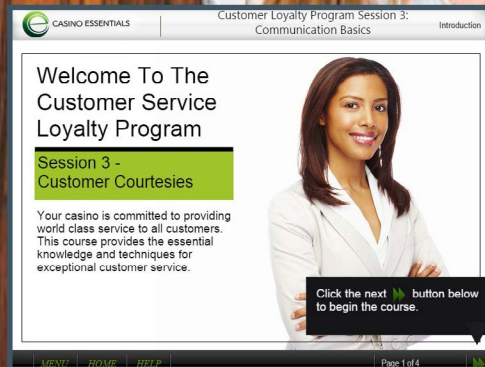 CASINO ESSENTIALS
Customer Loyalty Program Session 3:
Communication Basics
Introduction
Welcome To The
Customer Service
Loyalty Program
Session 3 -
Customer Courtesies
Your casino is committed to providing
world class service to all customers.
This course provides the essential
knowledge and techniques for
exceptional customer service.
Click the next button below
to begin the course.
MENU HOME HELP
Page 1 of 4